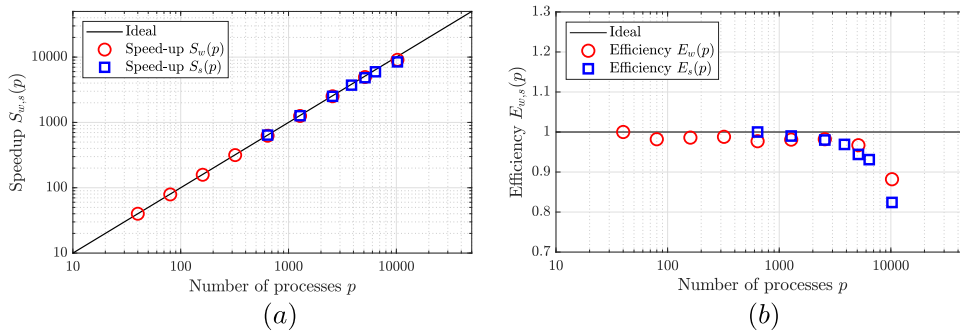 Ideal
Speed-up S_w(p)
Speed-up S_s(p)
10000
1000
100
10
10 100 1000 10000
Speedup S_{w,s}(p)
Number of processes p
(a)
Ideal
Efficiency E_w(p)
Efficiency E_s(p)
1.3
1.2
1.1
1
0.9
0.8
0.7
10 100 1000 10000
Efficiency E_{w,s}(p)
Number of processes p
(b)